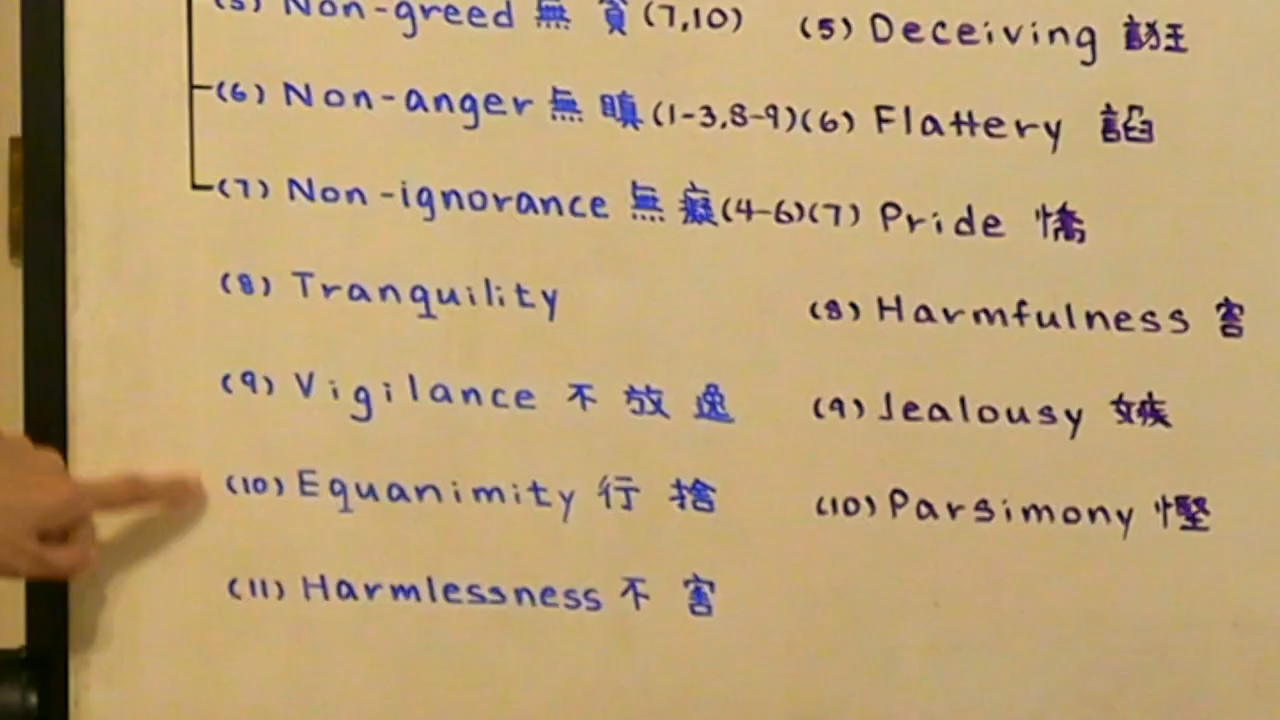 (5) Non-greed 無 貪 (7,10) (5) Deceiving 誑
(6) Non-anger 無 瞋 (1-3,8-9) (6) Flattery 諂
(7) Non-ignorance 無 癡 (4-6) (7) Pride 憍
(8) Tranquility (8) Harmfulness 害
(9) Vigilance 不 放 逸 (9) Jealousy 嫉
(10) Equanimity 行 捨 (10) Parsimony 慳
(11) Harmlessness 不 害